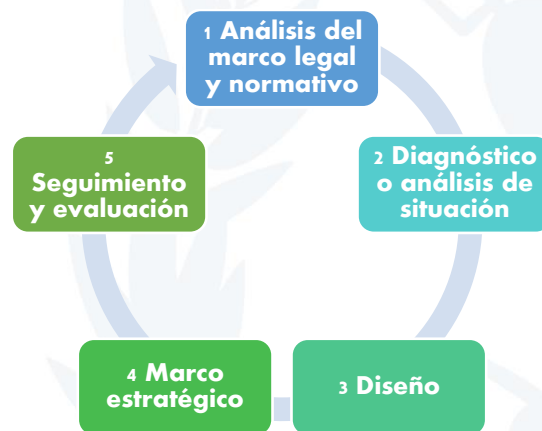 1 Análisis del
marco legal
y normativo
2 Diagnóstico
o análisis de
situación
3 Diseño
4 Marco
estratégico
5
Seguimiento
y evaluación